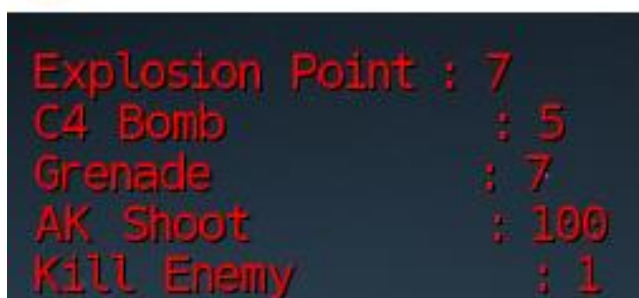 Explosion Point : 7
C4 Bomb : 5
Grenade : 7
AK Shoot : 100
Kill Enemy : 1